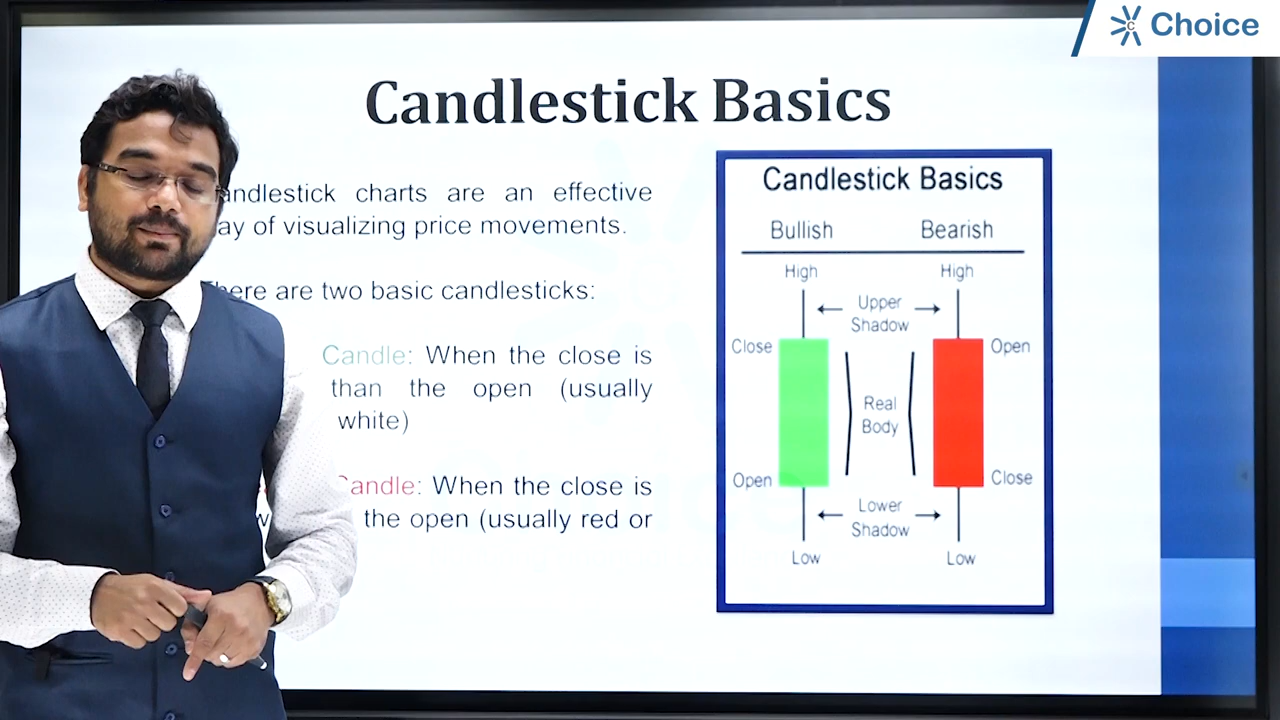 Choice
Candlestick Basics
andlestick charts are an effective
ay of visualizing price movements.
here are two basic candlesticks:
Candle: When the close is
than the open (usually
white)
Candle: When the close is
the open (usually red or
Candlestick Basics
Bullish Bearish
High High
Upper
Shadow
Close Open
Real
Body
Open Close
Lower
Shadow
Low Low